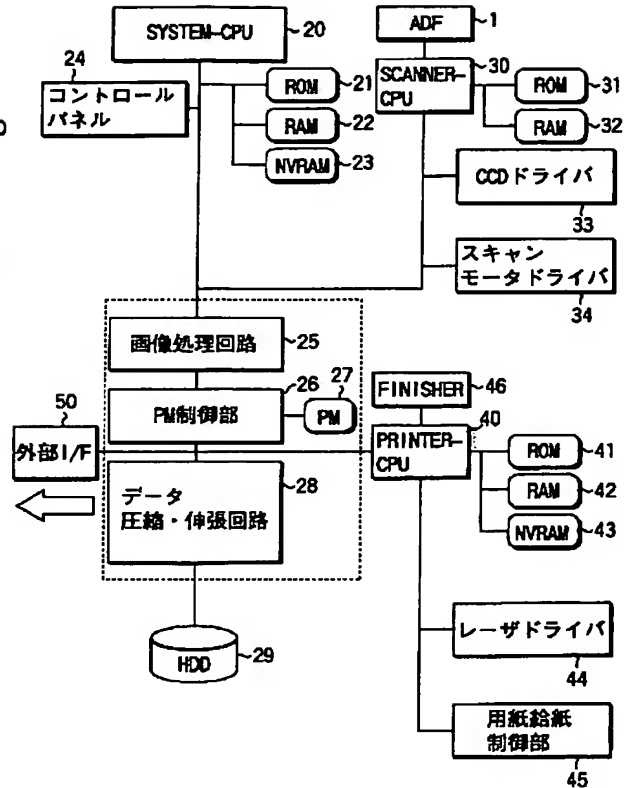 SYSTEM-CPU
20
ADF
1
24
コントロール
パネル
ROM
21
RAM
22
NVRAM
23
30
SCANNER-
CPU
ROM
31
RAM
32
CCDドライバ
33
スキャン
モータドライバ
34
画像処理回路
25
26
27
PM制御部
PM
FINISHER
46
50
外部I/F
40
PRINTER-
CPU
ROM
41
RAM
42
NVRAM
43
データ
圧縮・伸張回路
28
HDD
29
レーザドライバ
44
用紙給紙
制御部
45